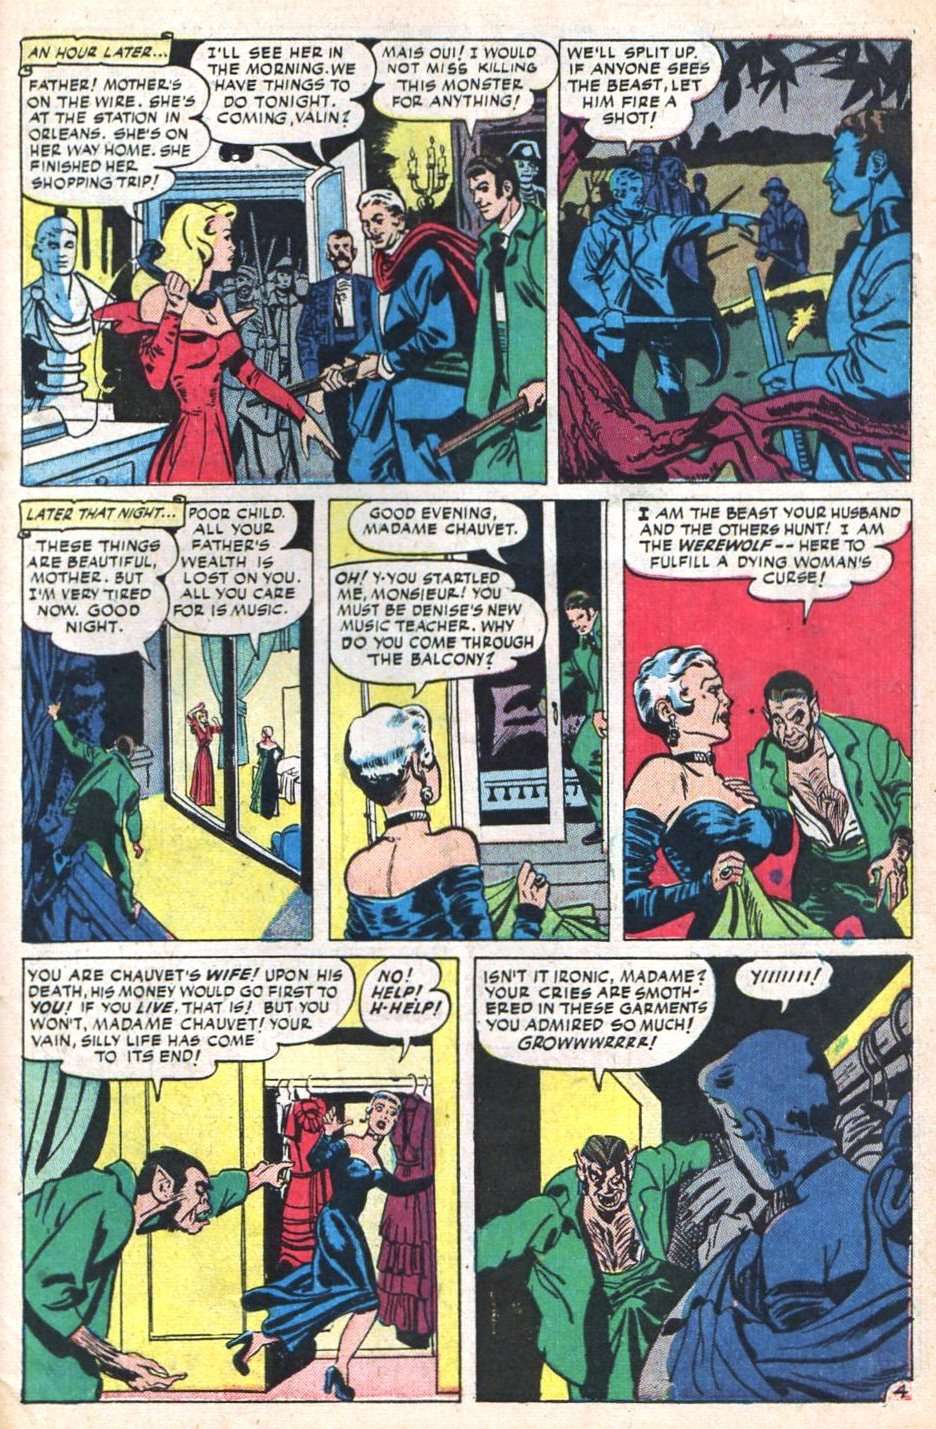 AN HOUR LATER...
FATHER! MOTHER'S
ON THE WIRE. SHE'S
AT THE STATION IN
ORLEANS. SHE'S ON
HER WAY HOME. SHE
FINISHED HER
SHOPPING TRIP!
I'LL SEE HER IN
THE MORNING. WE
HAVE THINGS TO
DO TONIGHT.
COMING, VALIN?
MAIS OUI! I WOULD
NOT MISS KILLING
THIS MONSTER
FOR ANYTHING!
WE'LL SPLIT UP.
IF ANYONE SEES
THE BEAST, LET
HIM FIRE A
SHOT!
LATER THAT NIGHT...
THESE THINGS
ARE BEAUTIFUL,
MOTHER. BUT
I'M VERY TIRED
NOW. GOOD
NIGHT.
POOR CHILD.
ALL YOUR
FATHER'S
WEALTH IS
LOST ON YOU.
ALL YOU CARE
FOR IS MUSIC.
GOOD EVENING,
MADAME CHAUVET.
OH! Y-YOU STARTLED
ME, MONSIEUR! YOU
MUST BE DENISE'S NEW
MUSIC TEACHER. WHY
DO YOU COME THROUGH
THE BALCONY?
I AM THE BEAST YOUR HUSBAND
AND THE OTHERS HUNT! I AM
THE WEREWOLF -- HERE TO
FULFILL A DYING WOMAN'S
CURSE!
YOU ARE CHAUVET'S WIFE! UPON HIS
DEATH, HIS MONEY WOULD GO FIRST TO
YOU! IF YOU LIVE, THAT IS! BUT YOU
WON'T, MADAME CHAUVET! YOUR
VAIN, SILLY LIFE HAS COME
TO ITS END!
NO!
HELP!
H-HELP!
ISN'T IT IRONIC, MADAME?
YOUR CRIES ARE SMOTH-
ERED IN THESE GARMENTS
YOU ADMIRED SO MUCH!
GROWWWRRRR!
YIIIIIII!
4